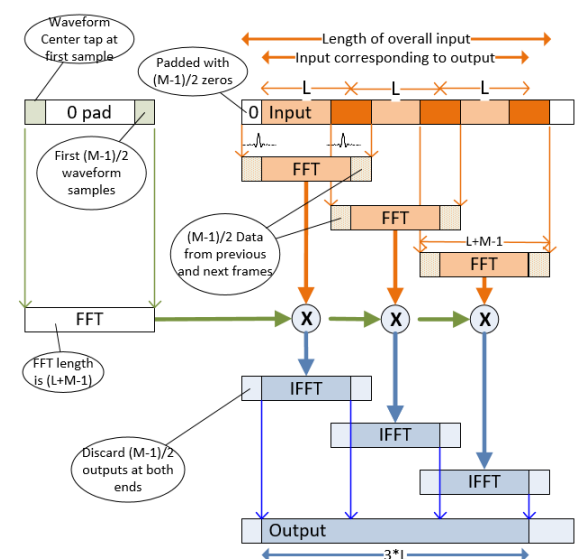 Waveform
Center tap at
first sample
Length of overall input
Input corresponding to output
Padded with
(M-1)/2 zeros
L
L
L
0 pad
0
Input
First (M-1)/2
waveform
samples
FFT
(M-1)/2 Data
from previous
and next frames
FFT
L+M-1
FFT
FFT
X
X
X
FFT length
is (L+M-1)
IFFT
Discard (M-1)/2
outputs at both
ends
IFFT
IFFT
Output
3*L